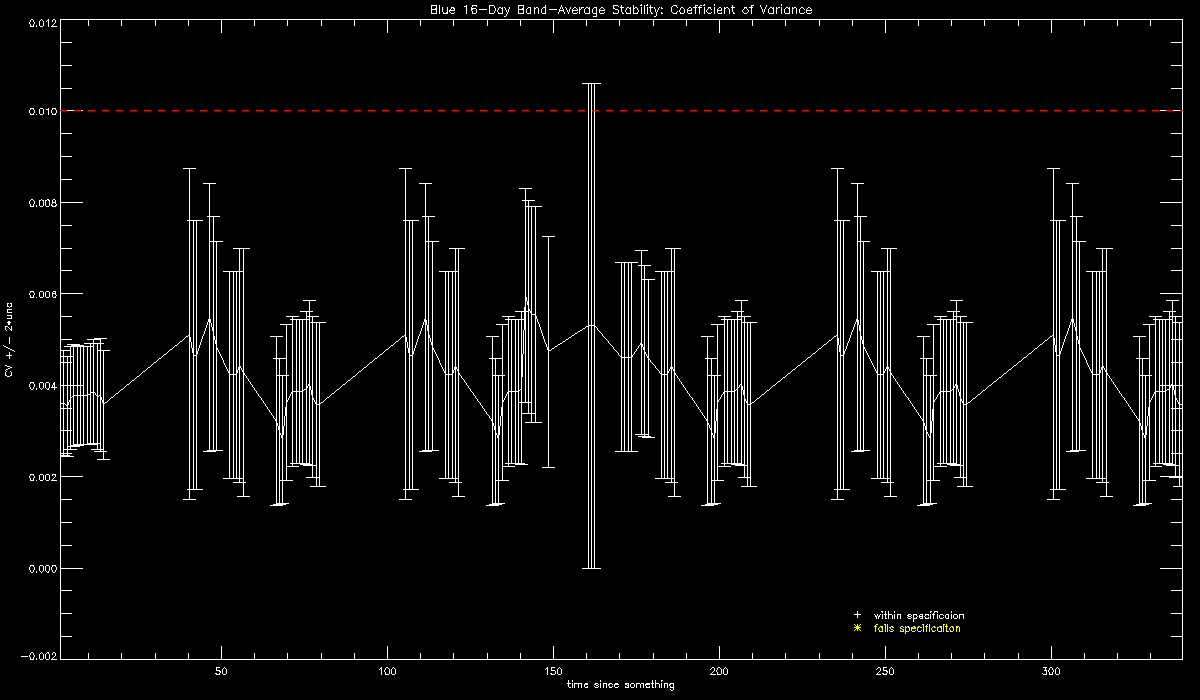 Blue 16-Day Band-Average Stability: Coefficient of Variance
0.012
0.010
0.008
0.006
0.004
0.002
0.000
-0.002
CV +/- 2*unc
50
100
150
200
250
300
time since something
within specificaion
fails specificaiton